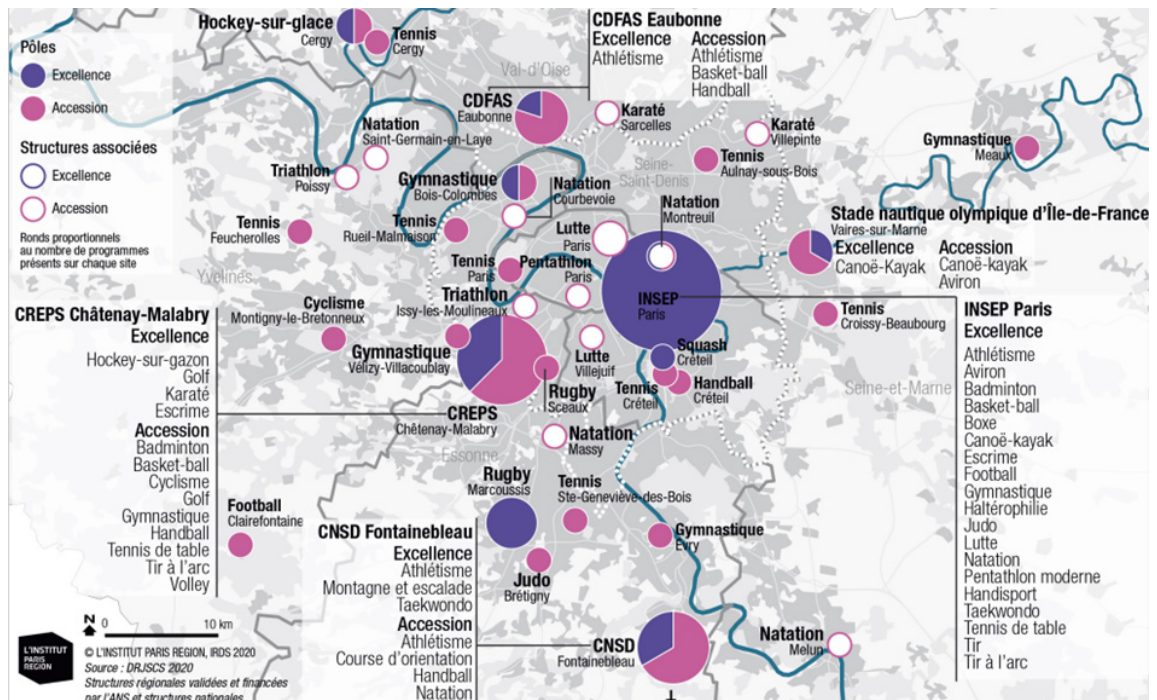 Pôles
Excellence
Accession
Structures associées
Excellence
Accession
Ronds proportionnels
au nombre de programmes
présents sur chaque site
Hockey-sur-glace
Cergy
Tennis
Cergy
Val-d'Oise
CDFAS Eaubonne
Excellence
Athlétisme
Accession
Athlétisme
Basket-ball
Handball
CDFAS
Eaubonne
Karaté
Sarcelles
Karaté
Villepinte
Natation
Saint-Germain-en-Laye
Triathlon
Poissy
Gymnastique
Bois-Colombes
Natation
Courbevoie
Seine-
Saint-Denis
Tennis
Aulnay-sous-Bois
Gymnastique
Meaux
Tennis
Feucherolles
Yvelines
Tennis
Rueil-Malmaison
Lutte
Paris
Natation
Montreuil
Stade nautique olympique d'Île-de-France
Vaires-sur-Marne
Excellence
Canoë-Kayak
Accession
Canoë-kayak
Aviron
Tennis
Paris
Pentathlon
Paris
Triathlon
Issy-les-Moulineaux
INSEP
Paris
Tennis
Croissy-Beaubourg
Cyclisme
Montigny-le-Bretonneux
Gymnastique
Vélizy-Villacoublay
Lutte
Villejuif
Squash
Créteil
Tennis
Créteil
Handball
Créteil
Seine-et-Marne
Rugby
Sceaux
CREPS
Châtenay-Malabry
Essonne
Natation
Massy
CREPS Châtenay-Malabry
Excellence
Hockey-sur-gazon
Golf
Karaté
Escrime
Accession
Badminton
Basket-ball
Cyclisme
Golf
Gymnastique
Handball
Tennis de table
Tir à l'arc
Volley
INSEP Paris
Excellence
Athlétisme
Aviron
Badminton
Basket-ball
Boxe
Canoë-kayak
Escrime
Football
Gymnastique
Haltérophilie
Judo
Lutte
Natation
Pentathlon moderne
Handisport
Taekwondo
Tennis de table
Tir
Tir à l'arc
Football
Clairefontaine
Rugby
Marcoussis
Tennis
Ste-Geneviève-des-Bois
Gymnastique
Évry
Judo
Brétigny
CNSD Fontainebleau
Excellence
Athlétisme
Montagne et escalade
Taekwondo
Accession
Athlétisme
Course d'orientation
Handball
Natation
CNSD
Fontainebleau
Natation
Melun
N
0 10 km
L'INSTITUT
PARIS
REGION
© L'INSTITUT PARIS REGION, IRDS 2020
Source : DRJSCS 2020
Structures régionales validées et financées
par l'ANS et structures nationales